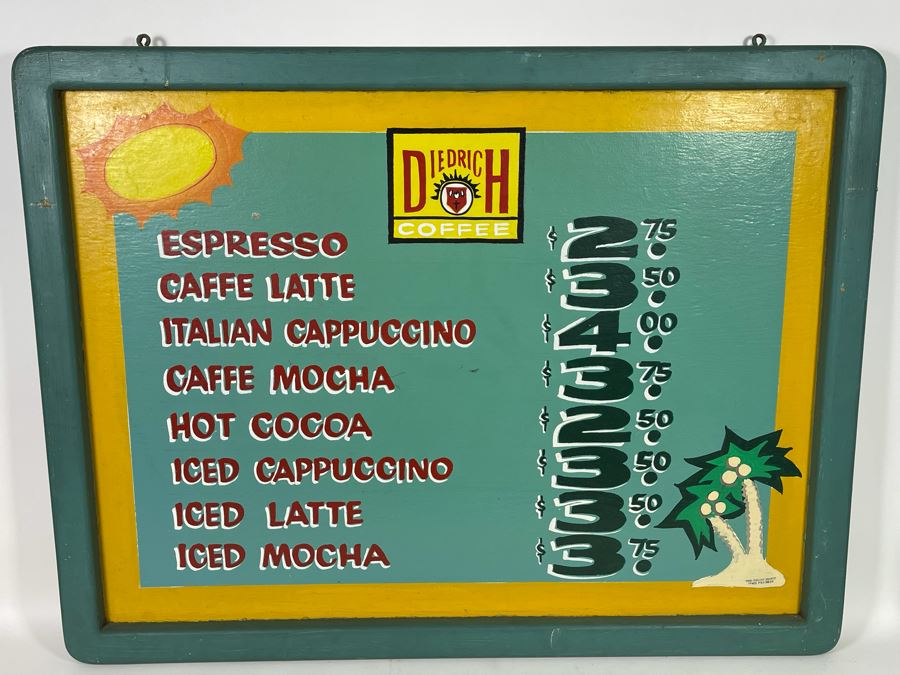 DIEDRICH
COFFEE
ESPRESSO $2.75
CAFFE LATTE $3.50
ITALIAN CAPPUCCINO $4.00
CAFFE MOCHA $3.75
HOT COCOA $2.50
ICED CAPPUCCINO $3.50
ICED LATTE $3.50
ICED MOCHA $3.75